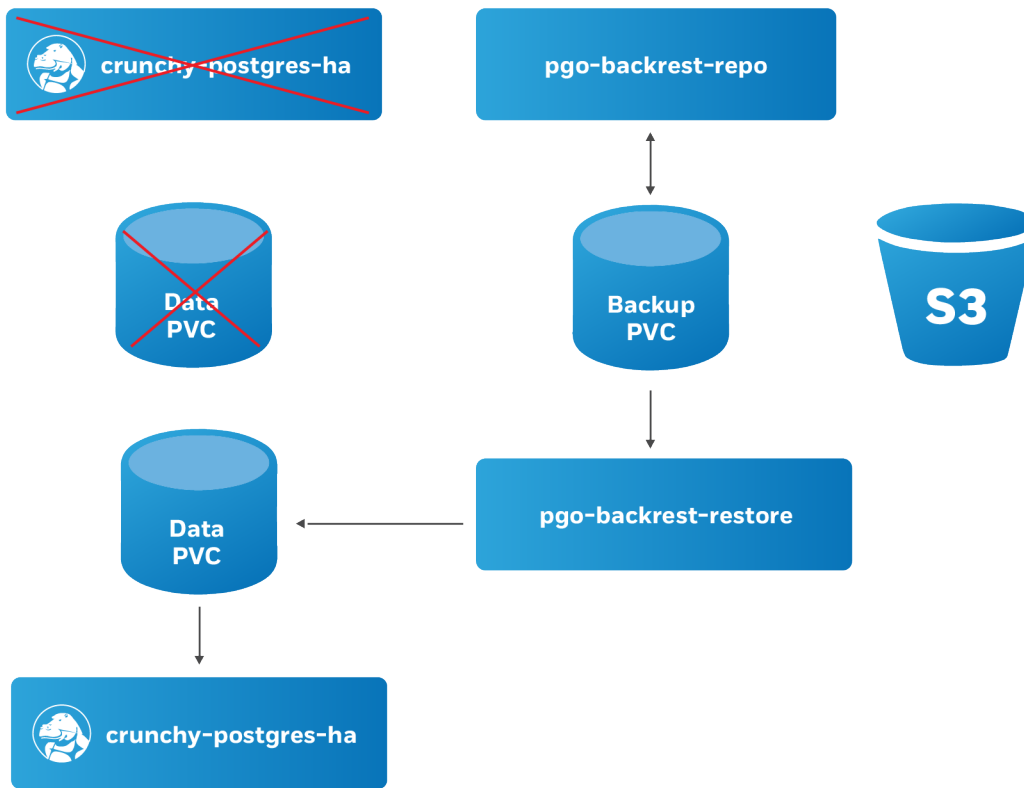 crunchy-postgres-ha
pgo-backrest-repo
Data
PVC
Backup
PVC
S3
Data
PVC
pgo-backrest-restore
crunchy-postgres-ha